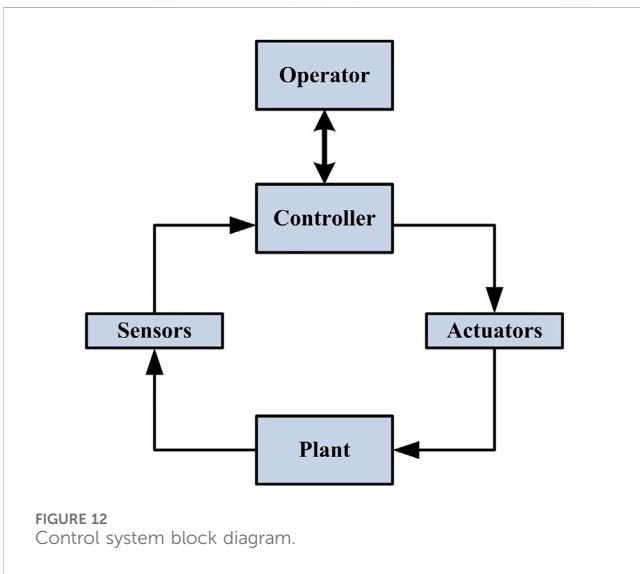 Operator
Controller
Sensors
Actuators
Plant
FIGURE 12
Control system block diagram.